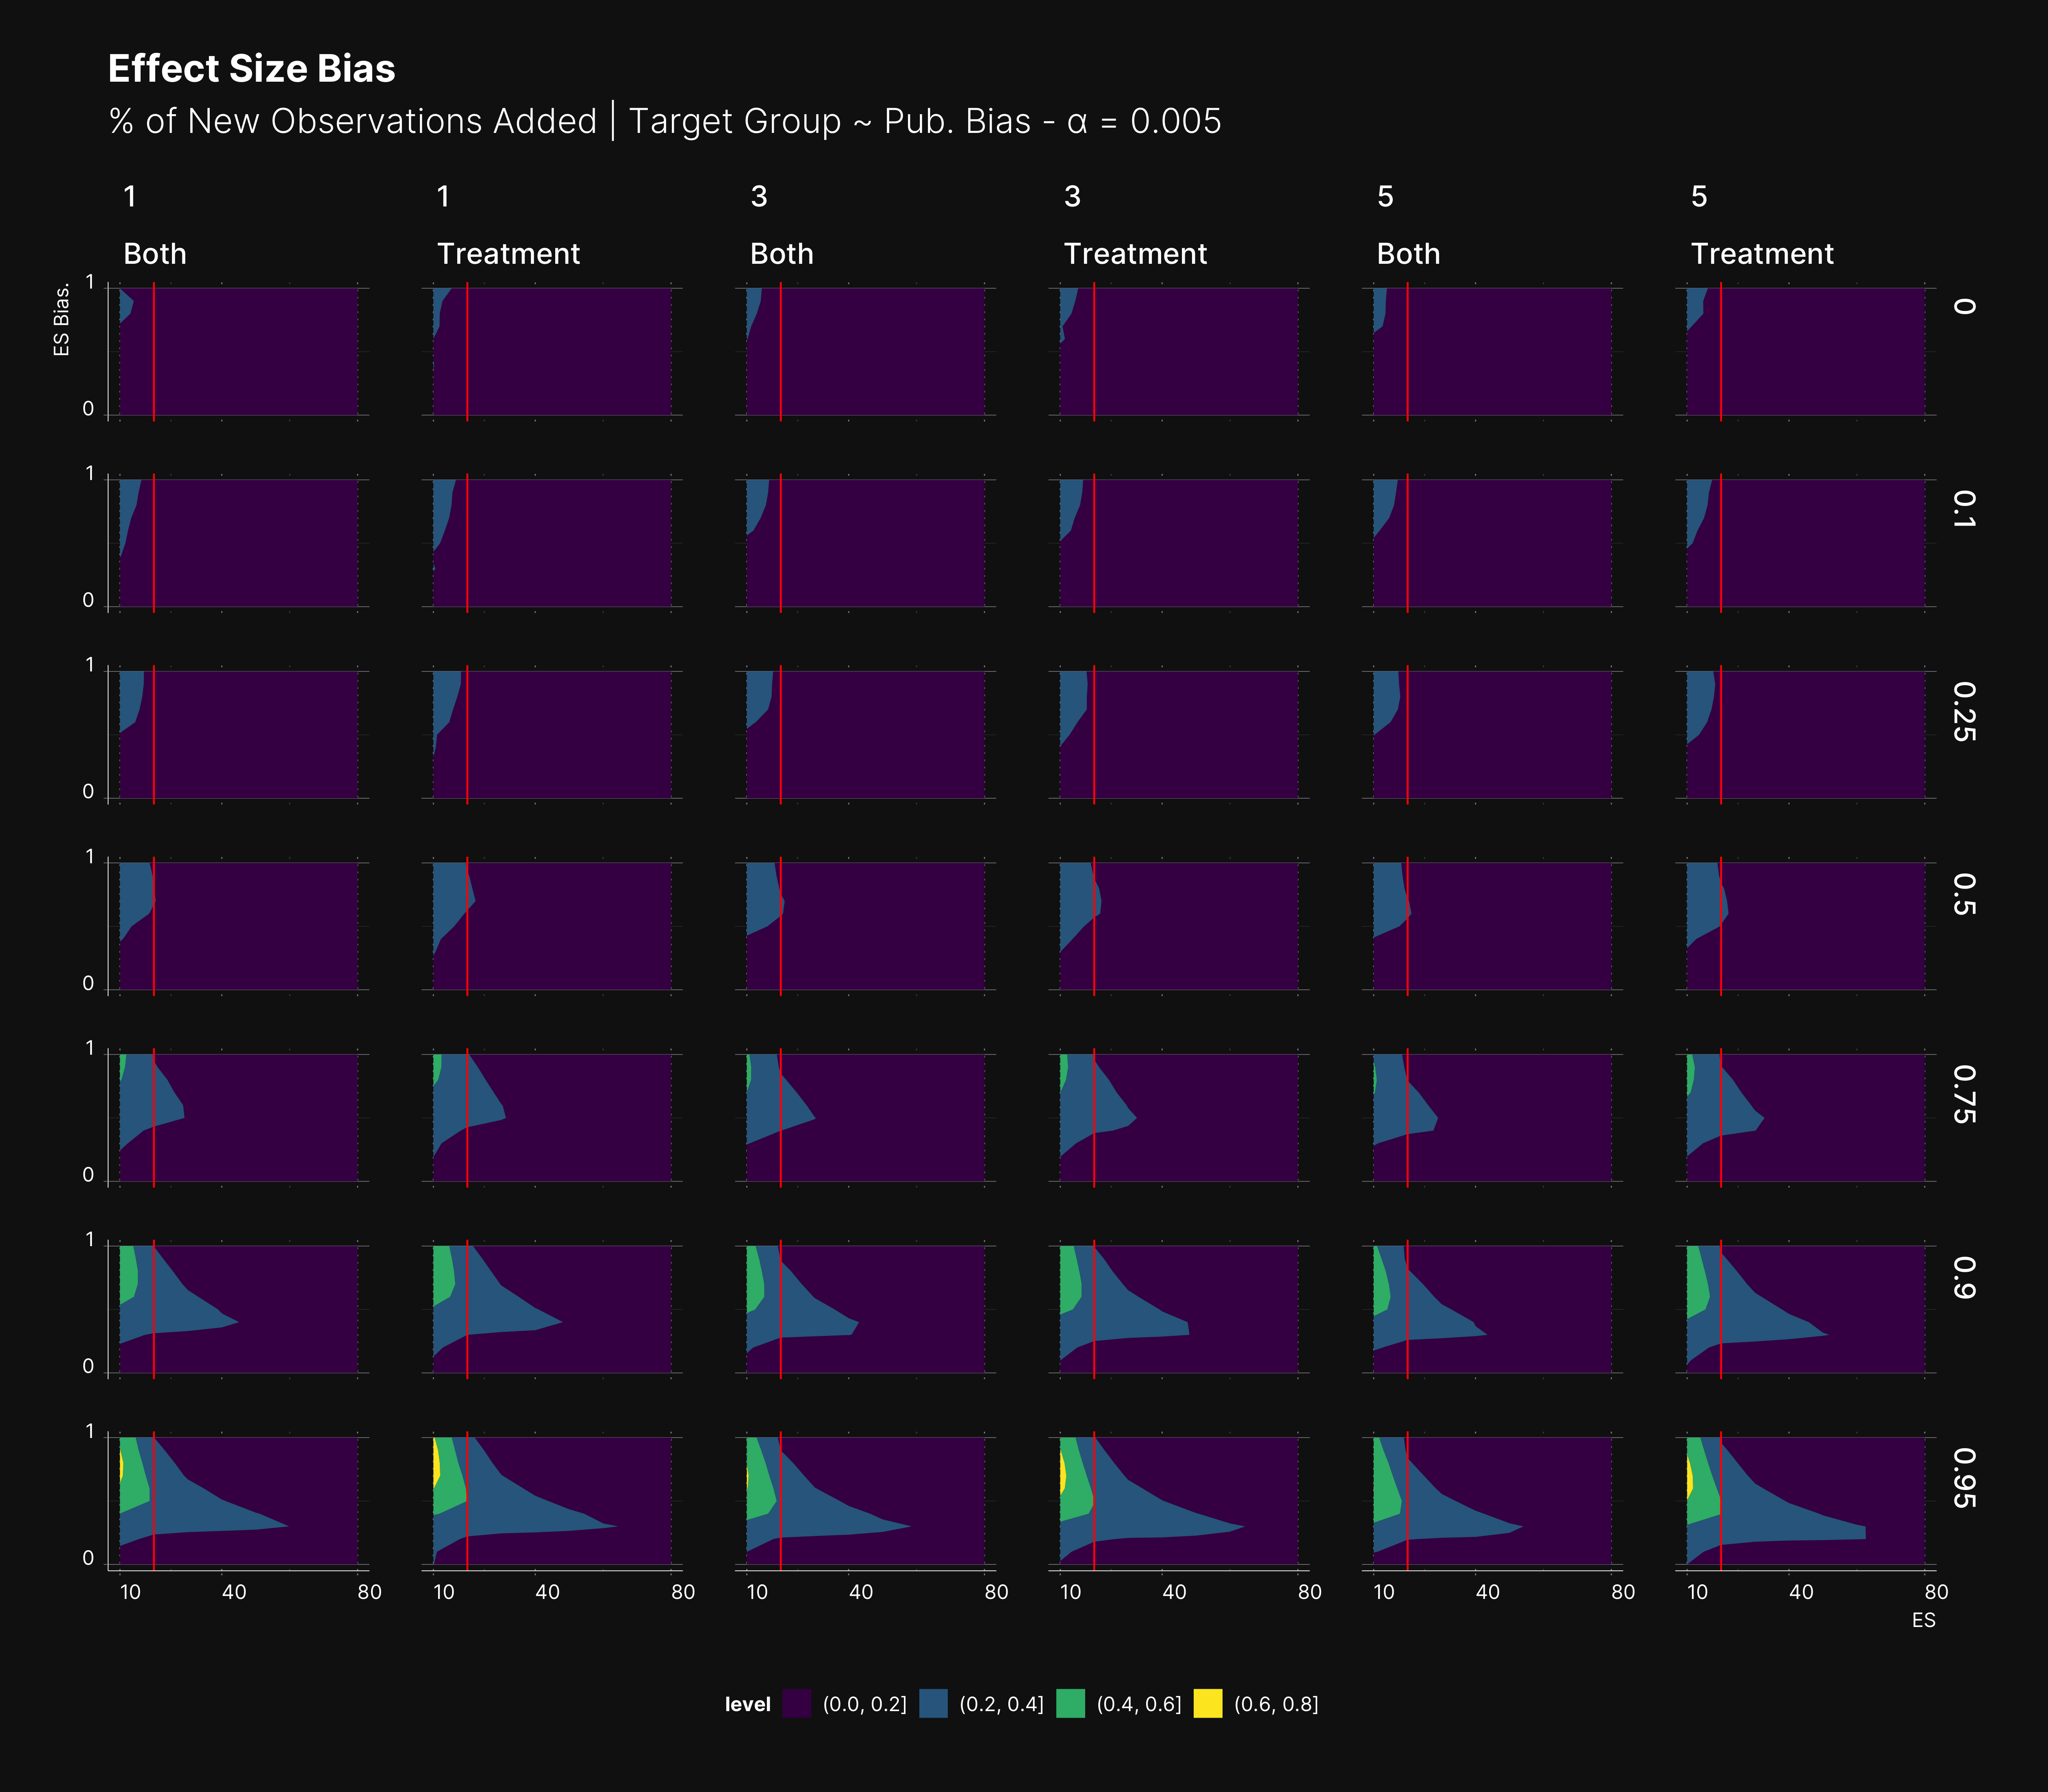 Effect Size Bias
% of New Observations Added | Target Group ~ Pub. Bias - α = 0.005
1 1 3 3 5 5
Both Treatment Both Treatment Both Treatment
ES Bias.
1
0
0
1
0
0.1
1
0
0.25
1
0
0.5
1
0
0.75
1
0
0.9
1
0
0.95
10 40 80 10 40 80 10 40 80 10 40 80 10 40 80 10 40 80
ES
level (0.0, 0.2] (0.2, 0.4] (0.4, 0.6] (0.6, 0.8]